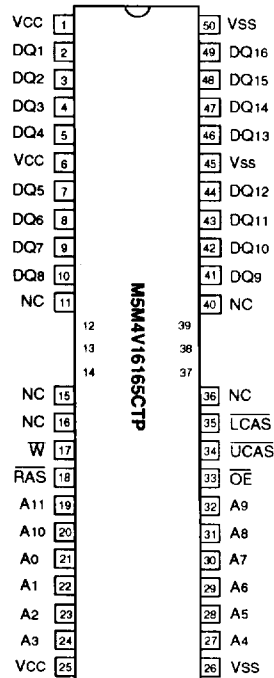 VCC 1 50 VSS
DQ1 2 49 DQ16
DQ2 3 48 DQ15
DQ3 4 47 DQ14
DQ4 5 46 DQ13
VCC 6 45 Vss
DQ5 7 44 DQ12
DQ6 8 43 DQ11
DQ7 9 42 DQ10
DQ8 10 41 DQ9
NC 11 40 NC
12 39
13 38
14 37
M5M4V16165CTP
NC 15 36 NC
NC 16 35 LCAS
W 17 34 UCAS
RAS 18 33 OE
A11 19 32 A9
A10 20 31 A8
A0 21 30 A7
A1 22 29 A6
A2 23 28 A5
A3 24 27 A4
VCC 25 26 VSS